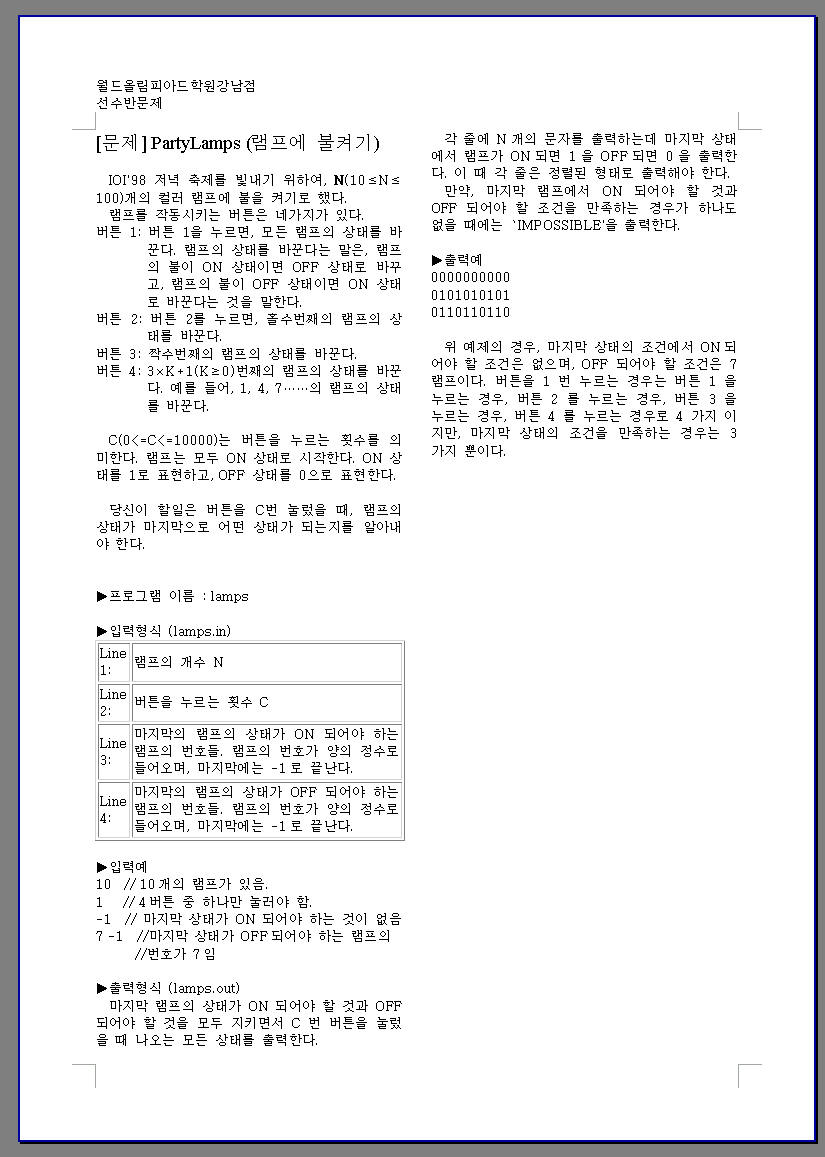 월드올림피아드학원강남점
선수반문제
[문제] PartyLamps (램프에 불켜기)
IOI'98 저녁 축제를 빛내기 위하여, N(10≤N≤
100)개의 컬러 램프에 불을 켜기로 했다.
램프를 작동시키는 버튼은 네가지가 있다.
버튼 1: 버튼 1을 누르면, 모든 램프의 상태를 바
꾼다. 램프의 상태를 바꾼다는 말은, 램프
의 불이 ON 상태이면 OFF 상태로 바꾸
고, 램프의 불이 OFF 상태이면 ON 상태
로 바꾼다는 것을 말한다.
버튼 2: 버튼 2를 누르면, 홀수번째의 램프의 상
태를 바꾼다.
버튼 3: 짝수번째의 램프의 상태를 바꾼다.
버튼 4: 3×K+1(K≥0)번째의 램프의 상태를 바꾼
다. 예를 들어, 1, 4, 7……의 램프의 상태
를 바꾼다.
C(0<=C<=10000)는 버튼을 누르는 횟수를 의
미한다. 램프는 모두 ON 상태로 시작한다. ON 상
태를 1로 표현하고, OFF 상태를 0으로 표현한다.
당신이 할일은 버튼을 C번 눌렀을 때, 램프의
상태가 마지막으로 어떤 상태가 되는지를 알아내
야 한다.
▶프로그램 이름 : lamps
▶입력형식 (lamps.in)
Line 1: 램프의 개수 N
Line 2: 버튼을 누르는 횟수 C
Line 3: 마지막의 램프의 상태가 ON 되어야 하는
램프의 번호들. 램프의 번호가 양의 정수로
들어오며, 마지막에는 -1로 끝난다.
Line 4: 마지막의 램프의 상태가 OFF 되어야 하는
램프의 번호들. 램프의 번호가 양의 정수로
들어오며, 마지막에는 -1로 끝난다.
▶입력예
10 //10개의 램프가 있음.
1 //4버튼 중 하나만 눌러야 함.
-1 // 마지막 상태가 ON 되어야 하는 것이 없음
7 -1 //마지막 상태가 OFF되어야 하는 램프의
//번호가 7임
▶출력형식 (lamps.out)
마지막 램프의 상태가 ON 되어야 할 것과 OFF
되어야 할 것을 모두 지키면서 C 번 버튼을 눌렀
을 때 나오는 모든 상태를 출력한다.
각 줄에 N개의 문자를 출력하는데 마지막 상태
에서 램프가 ON되면 1을 OFF되면 0을 출력한
다. 이 때 각 줄은 정렬된 형태로 출력해야 한다.
만약, 마지막 램프에서 ON 되어야 할 것과
OFF 되어야 할 조건을 만족하는 경우가 하나도
없을 때에는 `IMPOSSIBLE'을 출력한다.
▶출력예
0000000000
0101010101
0110110110
위 예제의 경우, 마지막 상태의 조건에서 ON되
어야 할 조건은 없으며, OFF 되어야 할 조건은 7
램프이다. 버튼을 1 번 누르는 경우는 버튼 1 을
누르는 경우, 버튼 2 를 누르는 경우, 버튼 3 을
누르는 경우, 버튼 4 를 누르는 경우로 4 가지 이
지만, 마지막 상태의 조건을 만족하는 경우는 3
가지 뿐이다.